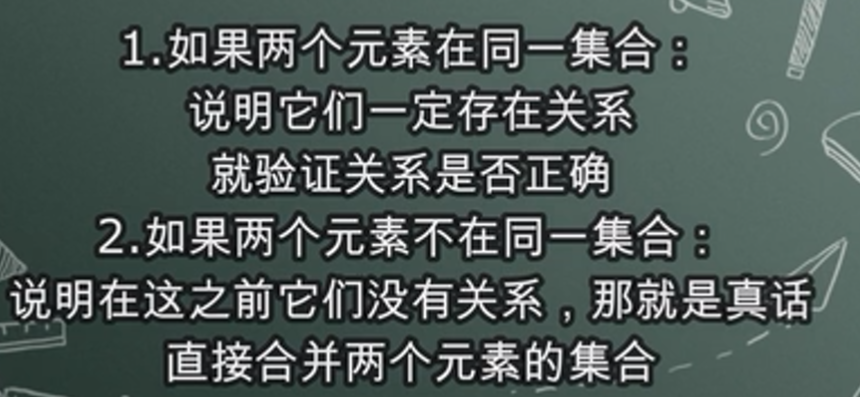 1.如果两个元素在同一集合：
说明它们一定存在关系
就验证关系是否正确
2.如果两个元素不在同一集合：
说明在这之前它们没有关系，那就是真话
直接合并两个元素的集合